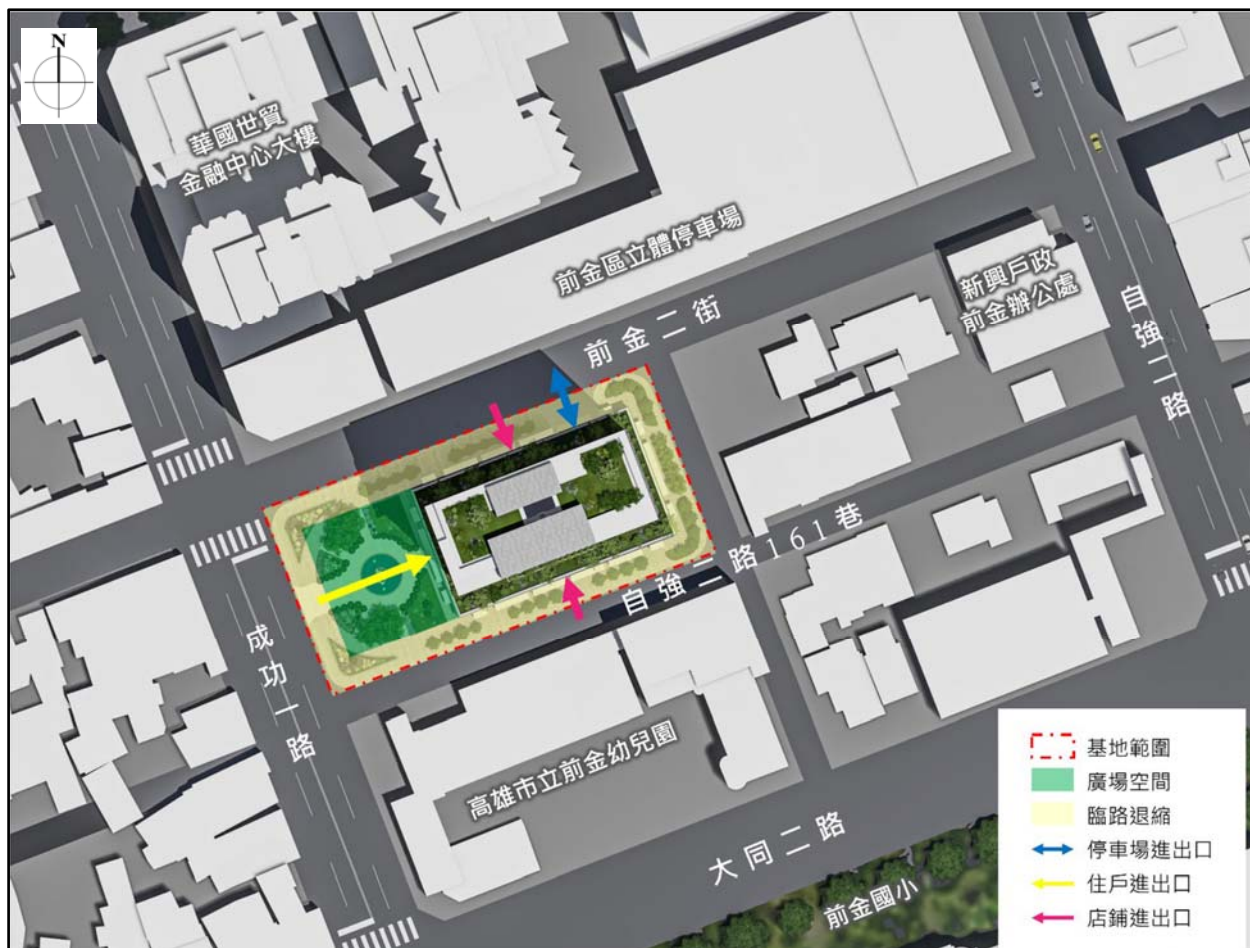 N
華國世貿
金融中心大樓
前金區立體停車場
新興戶政
前金辦公處
前金二街
自強二路
自強二路161巷
成功一路
高雄市立前金幼兒園
大同二路
前金國小
基地範圍
廣場空間
臨路退縮
停車場進出口
住戶進出口
店鋪進出口